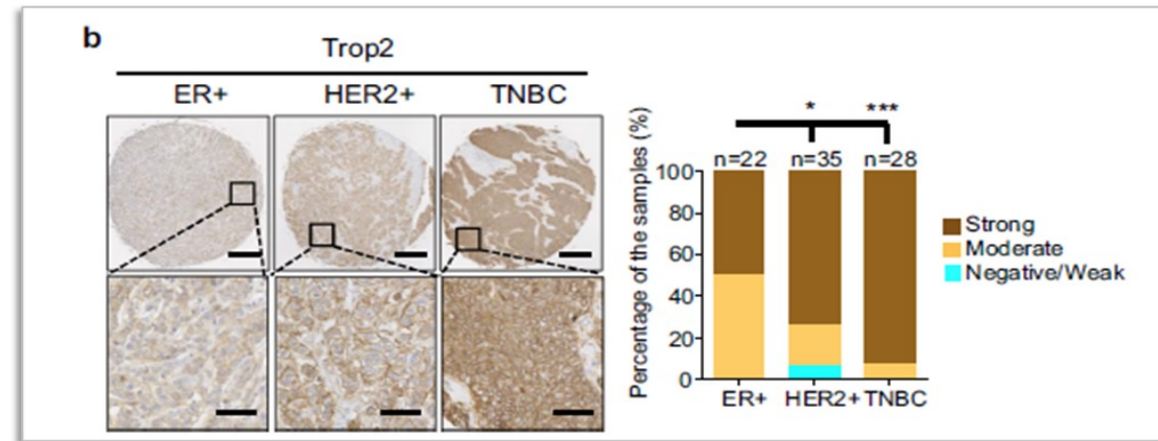 b
Trop2
ER+ HER2+ TNBC
* ***
n=22 n=35 n=28
Percentage of the samples (%)
100
80
60
40
20
0
ER+ HER2+ TNBC
Strong
Moderate
Negative/Weak